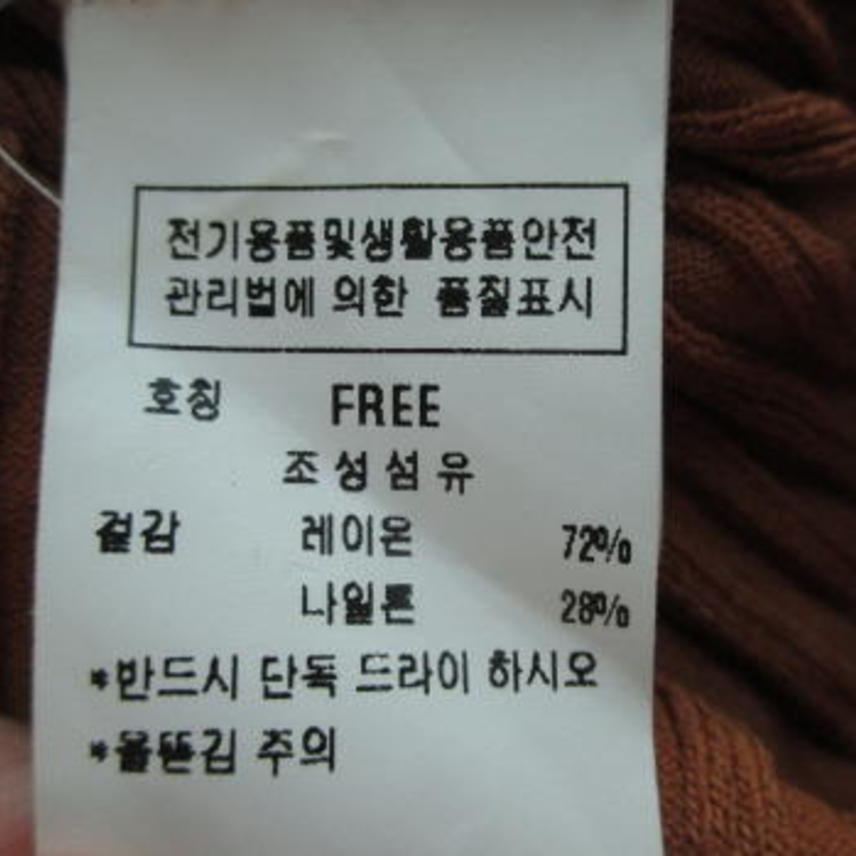 전기용품및생활용품안전
관리법에 의한 품질표시
호칭 FREE
조성섬유
겉감 레이온 72%
나일론 28%
*반드시 단독 드라이 하시오
*올뜯김 주의